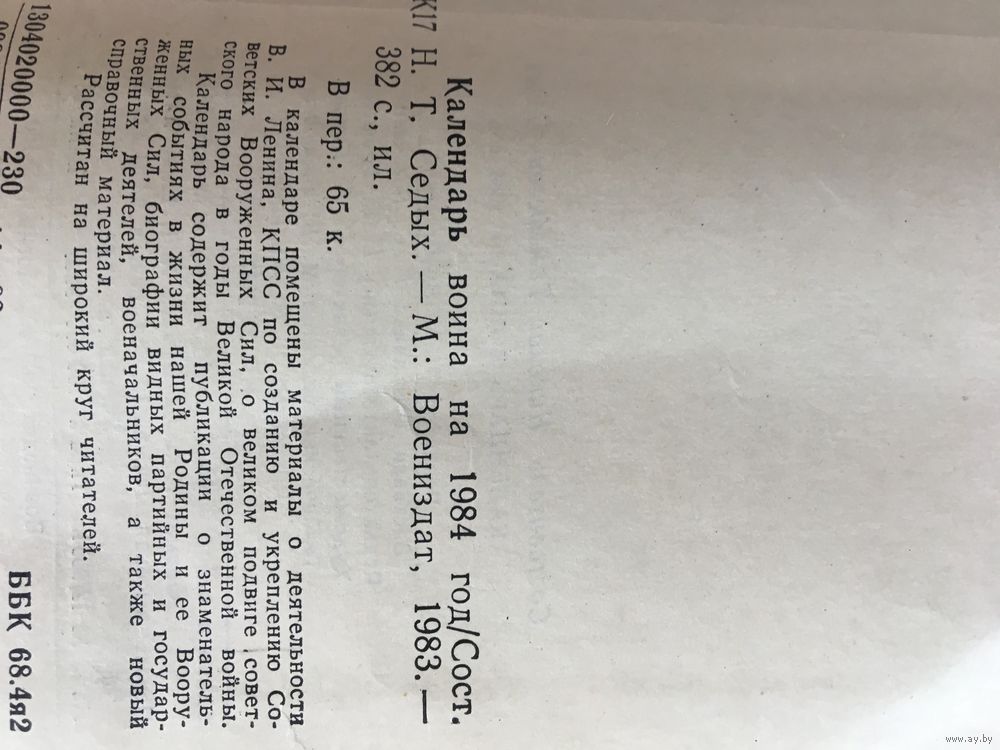 Календарь воина на 1984 год/Сост.
К17 Н. Т. Седых. — М.: Воениздат, 1983. —
382 с., ил.
В пер.: 65 к.
В календаре помещены материалы о деятельности
В. И. Ленина, КПСС по созданию и укреплению Со-
ветских Вооруженных Сил, о великом подвиге совет-
ского народа в годы Великой Отечественной войны.
Календарь содержит публикации о знаменатель-
ных событиях в жизни нашей Родины и ее Воору-
женных Сил, биографии видных партийных и государ-
ственных деятелей, военачальников, а также новый
справочный материал.
Рассчитан на широкий круг читателей.
1304020000—230
ББК 68.4я2
www.ay.by